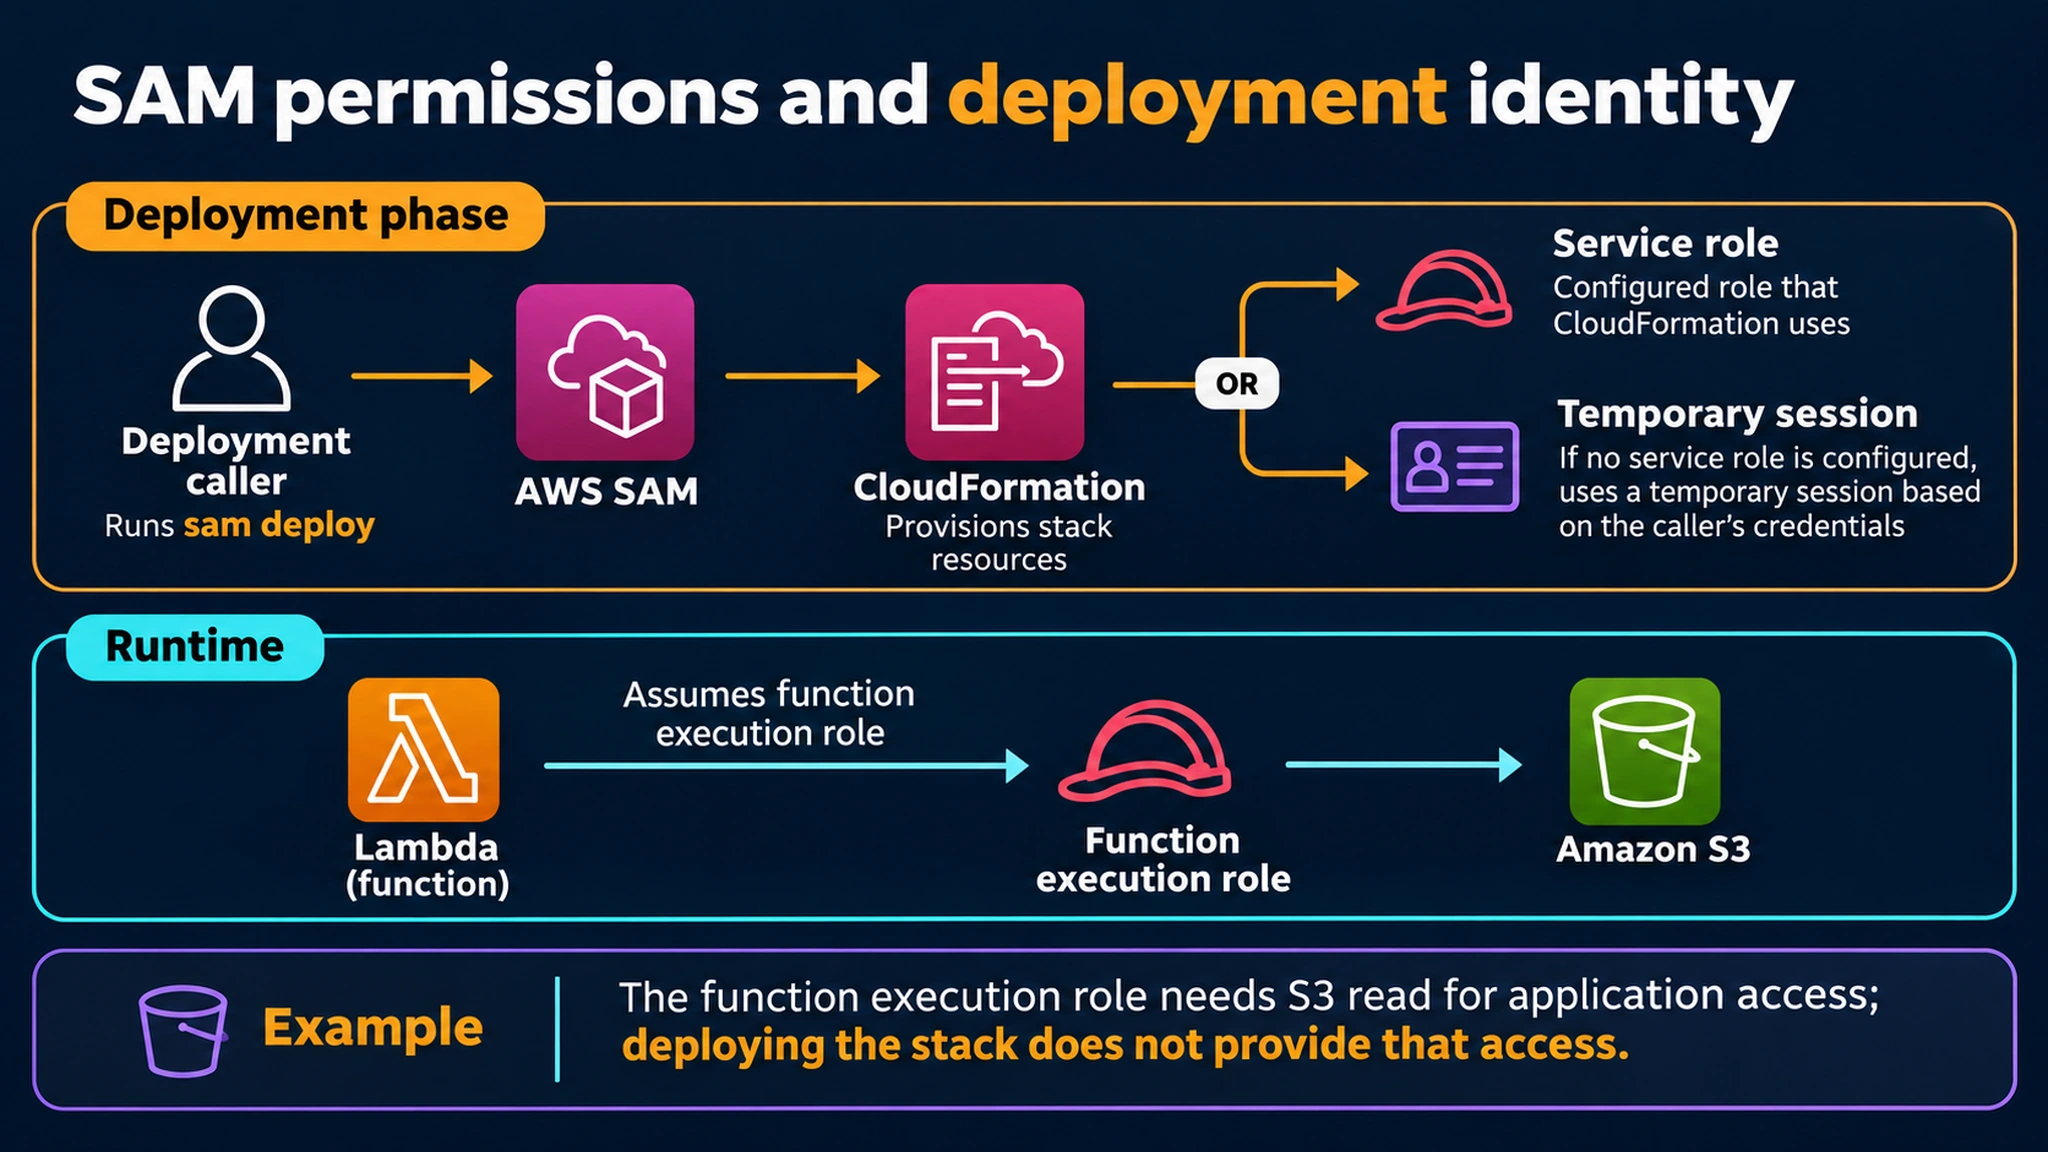 SAM permissions and deployment identity
Deployment phase
Deployment
caller
Runs sam deploy
AWS SAM
CloudFormation
Provisions stack
resources
OR
Service role
Configured role that
CloudFormation uses
Temporary session
If no service role is configured,
uses a temporary session based
on the caller's credentials
Runtime
Lambda
(function)
Assumes function
execution role
Function
execution role
Amazon S3
Example
The function execution role needs S3 read for application access;
deploying the stack does not provide that access.